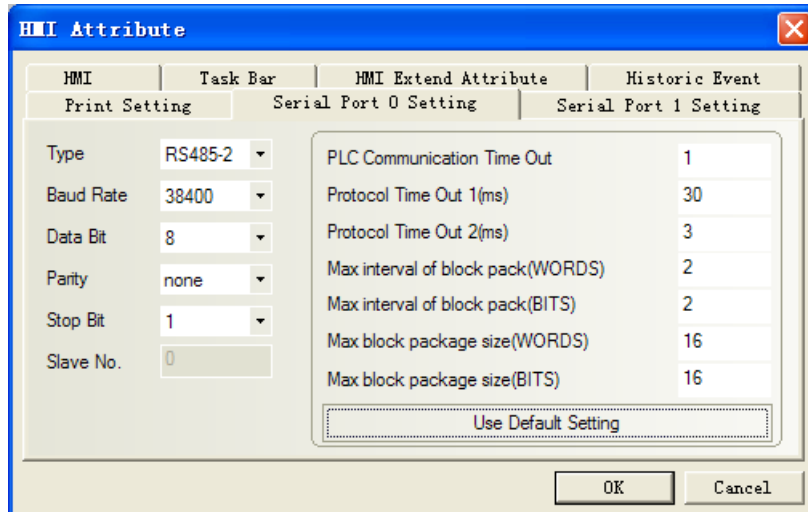 HMI Attribute
HMI
Task Bar
HMI Extend Attribute
Historic Event
Print Setting
Serial Port 0 Setting
Serial Port 1 Setting
Type RS485-2
Baud Rate 38400
Data Bit 8
Parity none
Stop Bit 1
Slave No. 0
PLC Communication Time Out 1
Protocol Time Out 1(ms) 30
Protocol Time Out 2(ms) 3
Max interval of block pack(WORDS) 2
Max interval of block pack(BITS) 2
Max block package size(WORDS) 16
Max block package size(BITS) 16
Use Default Setting
OK
Cancel